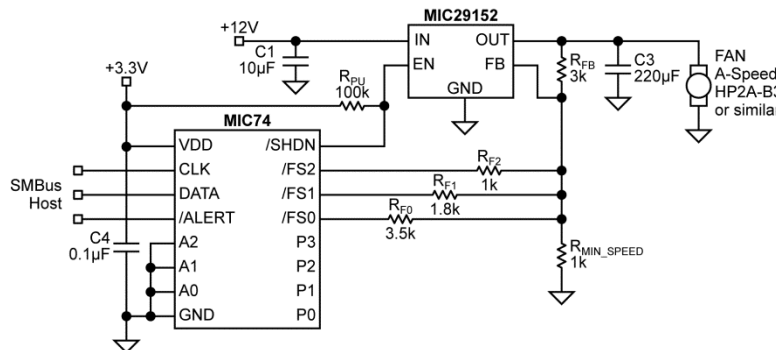 MIC29152
+12V
IN
OUT
C1
10µF
EN
FB
GND
RFB
3k
C3
220µF
FAN
A-Speed
HP2A-B3
or similar
+3.3V
RPU
100k
MIC74
VDD
/SHDN
CLK
/FS2
RF2
1k
SMBus
Host
DATA
/FS1
RF1
1.8k
/ALERT
/FS0
RF0
3.5k
C4
0.1µF
A2
P3
RMIN_SPEED
1k
A1
P2
A0
P1
GND
P0